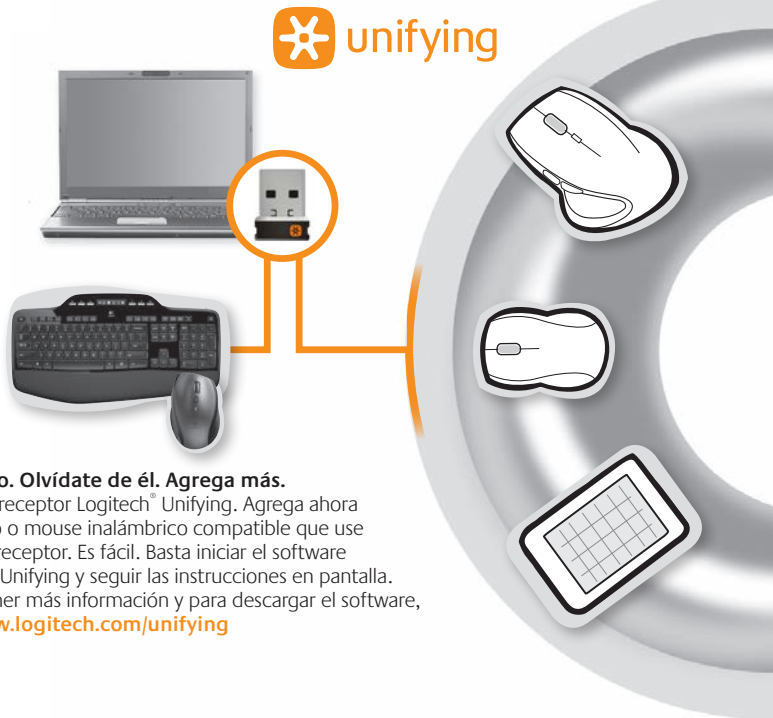 unifying
o. Olvídate de él. Agrega más.
receptor Logitech® Unifying. Agrega ahora
o mouse inalámbrico compatible que use
receptor. Es fácil. Basta iniciar el software
Unifying y seguir las instrucciones en pantalla.
ner más información y para descargar el software,
w.logitech.com/unifying